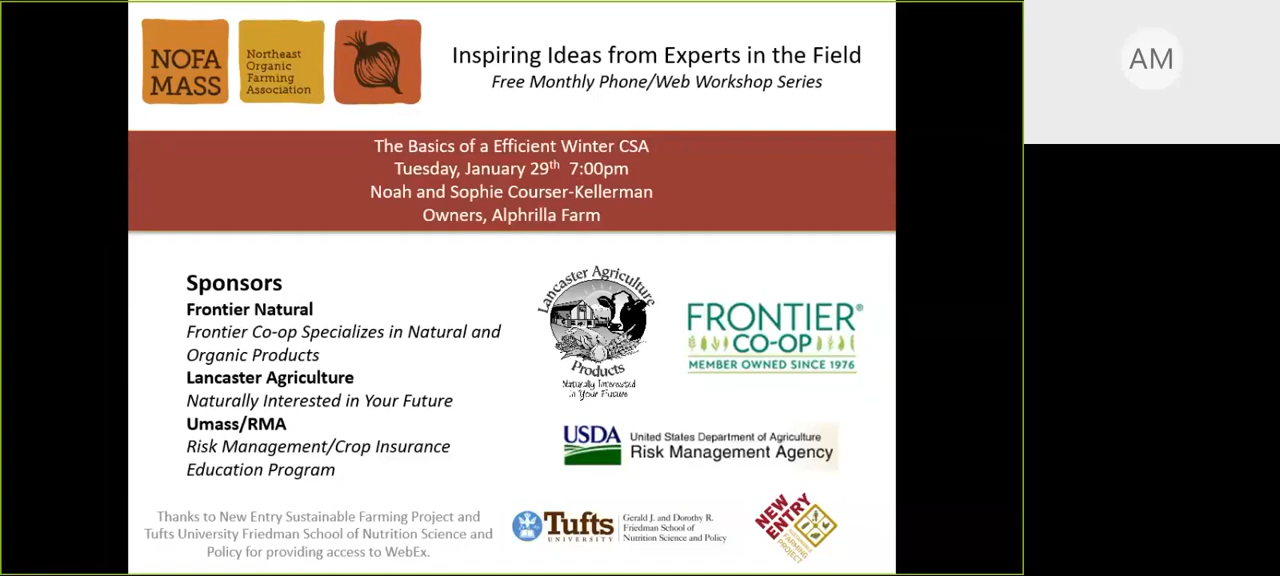 NOFA
MASS
Northeast
Organic
Farming
Association
Inspiring Ideas from Experts in the Field
Free Monthly Phone/Web Workshop Series
AM
The Basics of a Efficient Winter CSA
Tuesday, January 29th 7:00pm
Noah and Sophie Courser-Kellerman
Owners, Alphrilla Farm
Sponsors
Frontier Natural
Frontier Co-op Specializes in Natural and
Organic Products
Lancaster Agriculture
Naturally Interested in Your Future
Umass/RMA
Risk Management/Crop Insurance
Education Program
Lancaster Agriculture
Products
Naturally Interested
in Your Future
FRONTIER®
CO-OP
MEMBER OWNED SINCE 1976
USDA
United States Department of Agriculture
Risk Management Agency
Thanks to New Entry Sustainable Farming Project and
Tufts University Friedman School of Nutrition Science and
Policy for providing access to WebEx.
Tufts
UNIVERSITY
Gerald J. and Dorothy R.
Friedman School of
Nutrition Science and Policy
NEW
ENTRY
SUSTAINABLE
FARMING
PROJECT